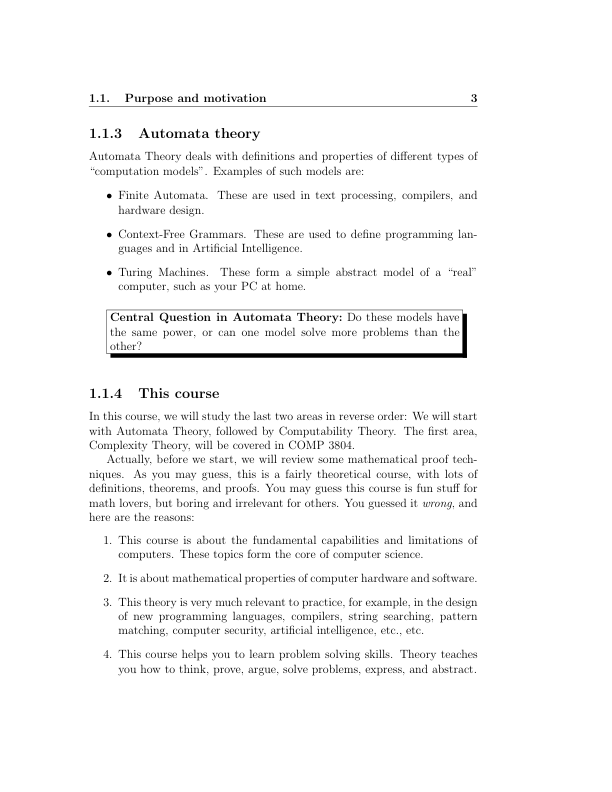 1.1. Purpose and motivation 3
1.1.3 Automata theory
Automata Theory deals with definitions and properties of different types of
“computation models”. Examples of such models are:
• Finite Automata. These are used in text processing, compilers, and
hardware design.
• Context-Free Grammars. These are used to define programming lan-
guages and in Artificial Intelligence.
• Turing Machines. These form a simple abstract model of a “real”
computer, such as your PC at home.
Central Question in Automata Theory: Do these models have
the same power, or can one model solve more problems than the
other?
1.1.4 This course
In this course, we will study the last two areas in reverse order: We will start
with Automata Theory, followed by Computability Theory. The first area,
Complexity Theory, will be covered in COMP 3804.
Actually, before we start, we will review some mathematical proof tech-
niques. As you may guess, this is a fairly theoretical course, with lots of
definitions, theorems, and proofs. You may guess this course is fun stuff for
math lovers, but boring and irrelevant for others. You guessed it wrong, and
here are the reasons:
1. This course is about the fundamental capabilities and limitations of
computers. These topics form the core of computer science.
2. It is about mathematical properties of computer hardware and software.
3. This theory is very much relevant to practice, for example, in the design
of new programming languages, compilers, string searching, pattern
matching, computer security, artificial intelligence, etc., etc.
4. This course helps you to learn problem solving skills. Theory teaches
you how to think, prove, argue, solve problems, express, and abstract.